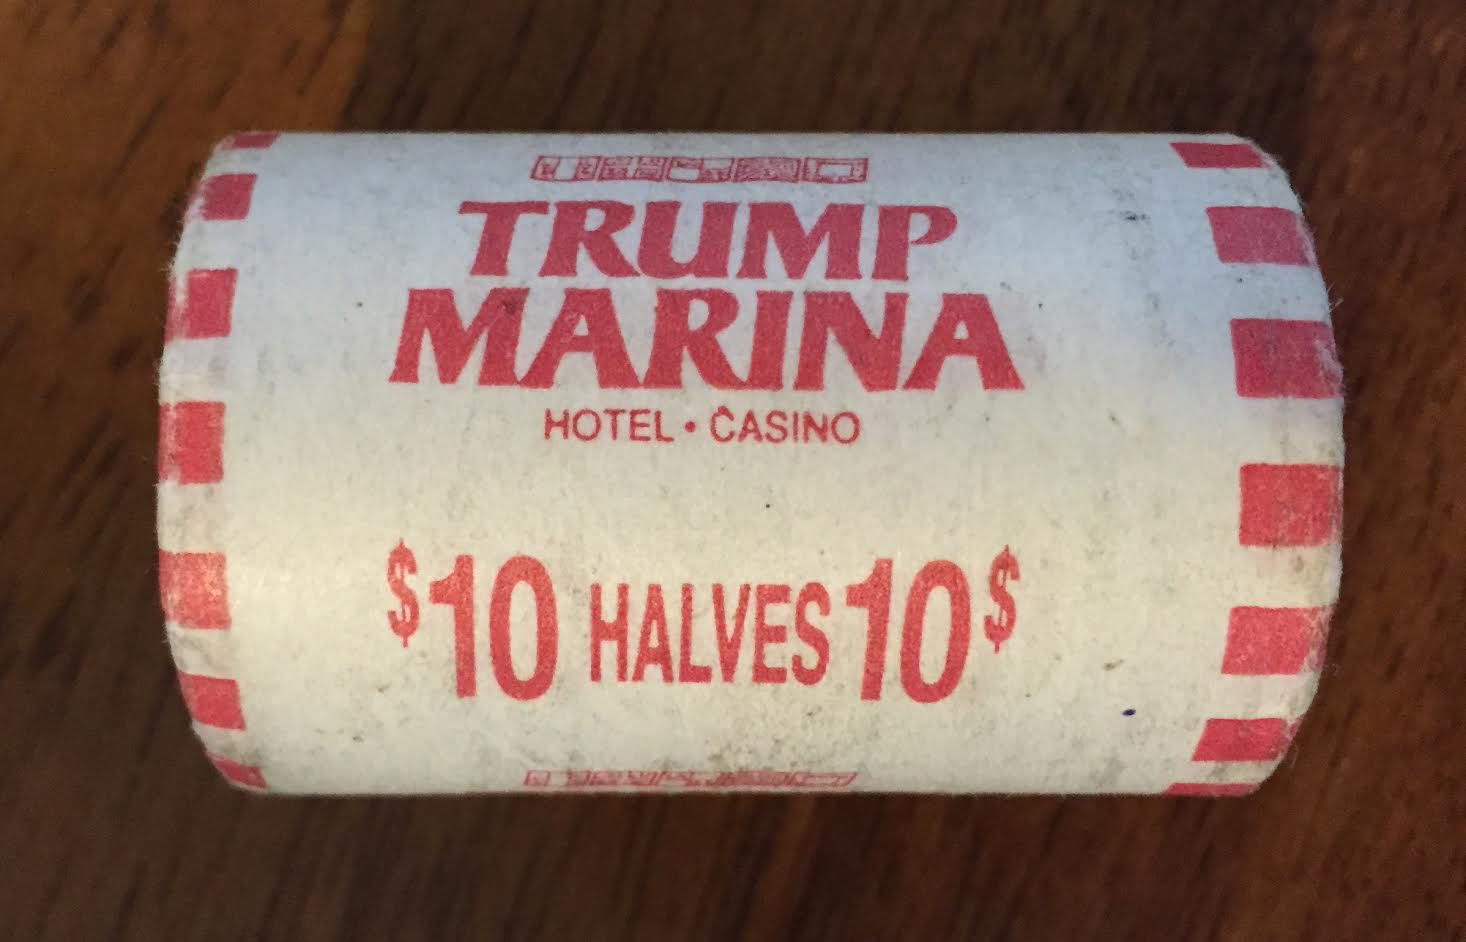 TRUMP
MARINA
HOTEL • CASINO
$10 HALVES 10$